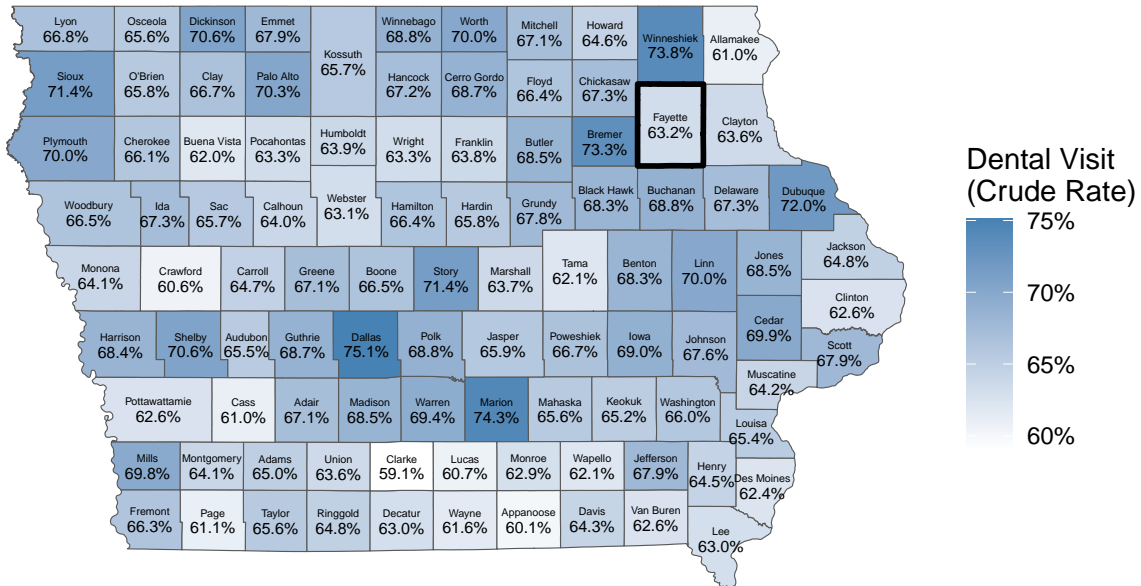 Lyon
66.8%
Osceola
65.6%
Dickinson
70.6%
Emmet
67.9%
Kossuth
65.7%
Winnebago
68.8%
Worth
70.0%
Mitchell
67.1%
Howard
64.6%
Winneshiek
73.8%
Allamakee
61.0%
Sioux
71.4%
O'Brien
65.8%
Clay
66.7%
Palo Alto
70.3%
Hancock
67.2%
Cerro Gordo
68.7%
Floyd
66.4%
Chickasaw
67.3%
Fayette
63.2%
Clayton
63.6%
Plymouth
70.0%
Cherokee
66.1%
Buena Vista
62.0%
Pocahontas
63.3%
Humboldt
63.9%
Wright
63.3%
Franklin
63.8%
Butler
68.5%
Bremer
73.3%
Woodbury
66.5%
Ida
67.3%
Sac
65.7%
Calhoun
64.0%
Webster
63.1%
Hamilton
66.4%
Hardin
65.8%
Grundy
67.8%
Black Hawk
68.3%
Buchanan
68.8%
Delaware
67.3%
Dubuque
72.0%
Monona
64.1%
Crawford
60.6%
Carroll
64.7%
Greene
67.1%
Boone
66.5%
Story
71.4%
Marshall
63.7%
Tama
62.1%
Benton
68.3%
Linn
70.0%
Jones
68.5%
Jackson
64.8%
Clinton
62.6%
Harrison
68.4%
Shelby
70.6%
Audubon
65.5%
Guthrie
68.7%
Dallas
75.1%
Polk
68.8%
Jasper
65.9%
Poweshiek
66.7%
Iowa
69.0%
Johnson
67.6%
Cedar
69.9%
Scott
67.9%
Muscatine
64.2%
Pottawattamie
62.6%
Cass
61.0%
Adair
67.1%
Madison
68.5%
Warren
69.4%
Marion
74.3%
Mahaska
65.6%
Keokuk
65.2%
Washington
66.0%
Louisa
65.4%
Mills
69.8%
Montgomery
64.1%
Adams
65.0%
Union
63.6%
Clarke
59.1%
Lucas
60.7%
Monroe
62.9%
Wapello
62.1%
Jefferson
67.9%
Henry
64.5%
Des Moines
62.4%
Fremont
66.3%
Page
61.1%
Taylor
65.6%
Ringgold
64.8%
Decatur
63.0%
Wayne
61.6%
Appanoose
60.1%
Davis
64.3%
Van Buren
62.6%
Lee
63.0%
Dental Visit
(Crude Rate)
75%
70%
65%
60%